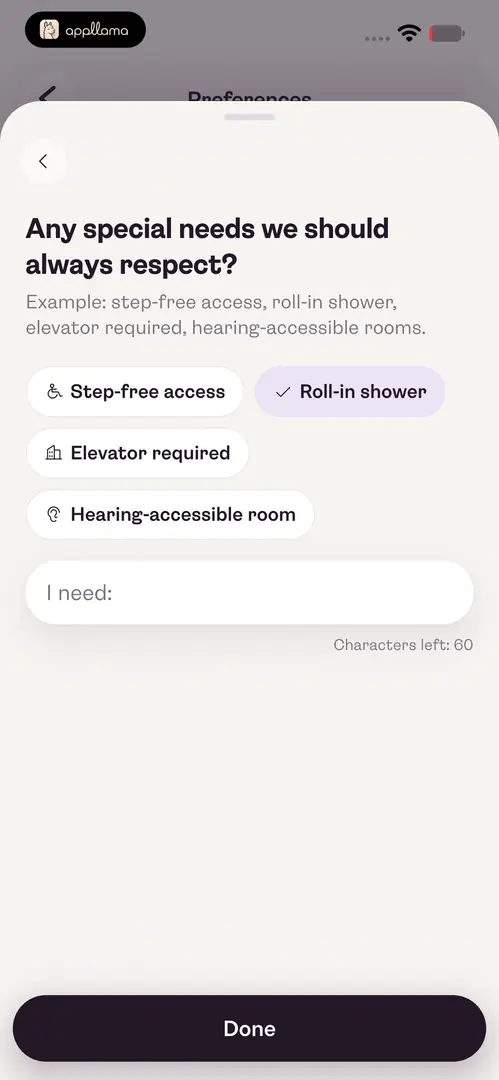 appllama
Preferences
Any special needs we should
always respect?
Example: step-free access, roll-in shower,
elevator required, hearing-accessible rooms.
Step-free access
Roll-in shower
Elevator required
Hearing-accessible room
I need:
Characters left: 60
Done